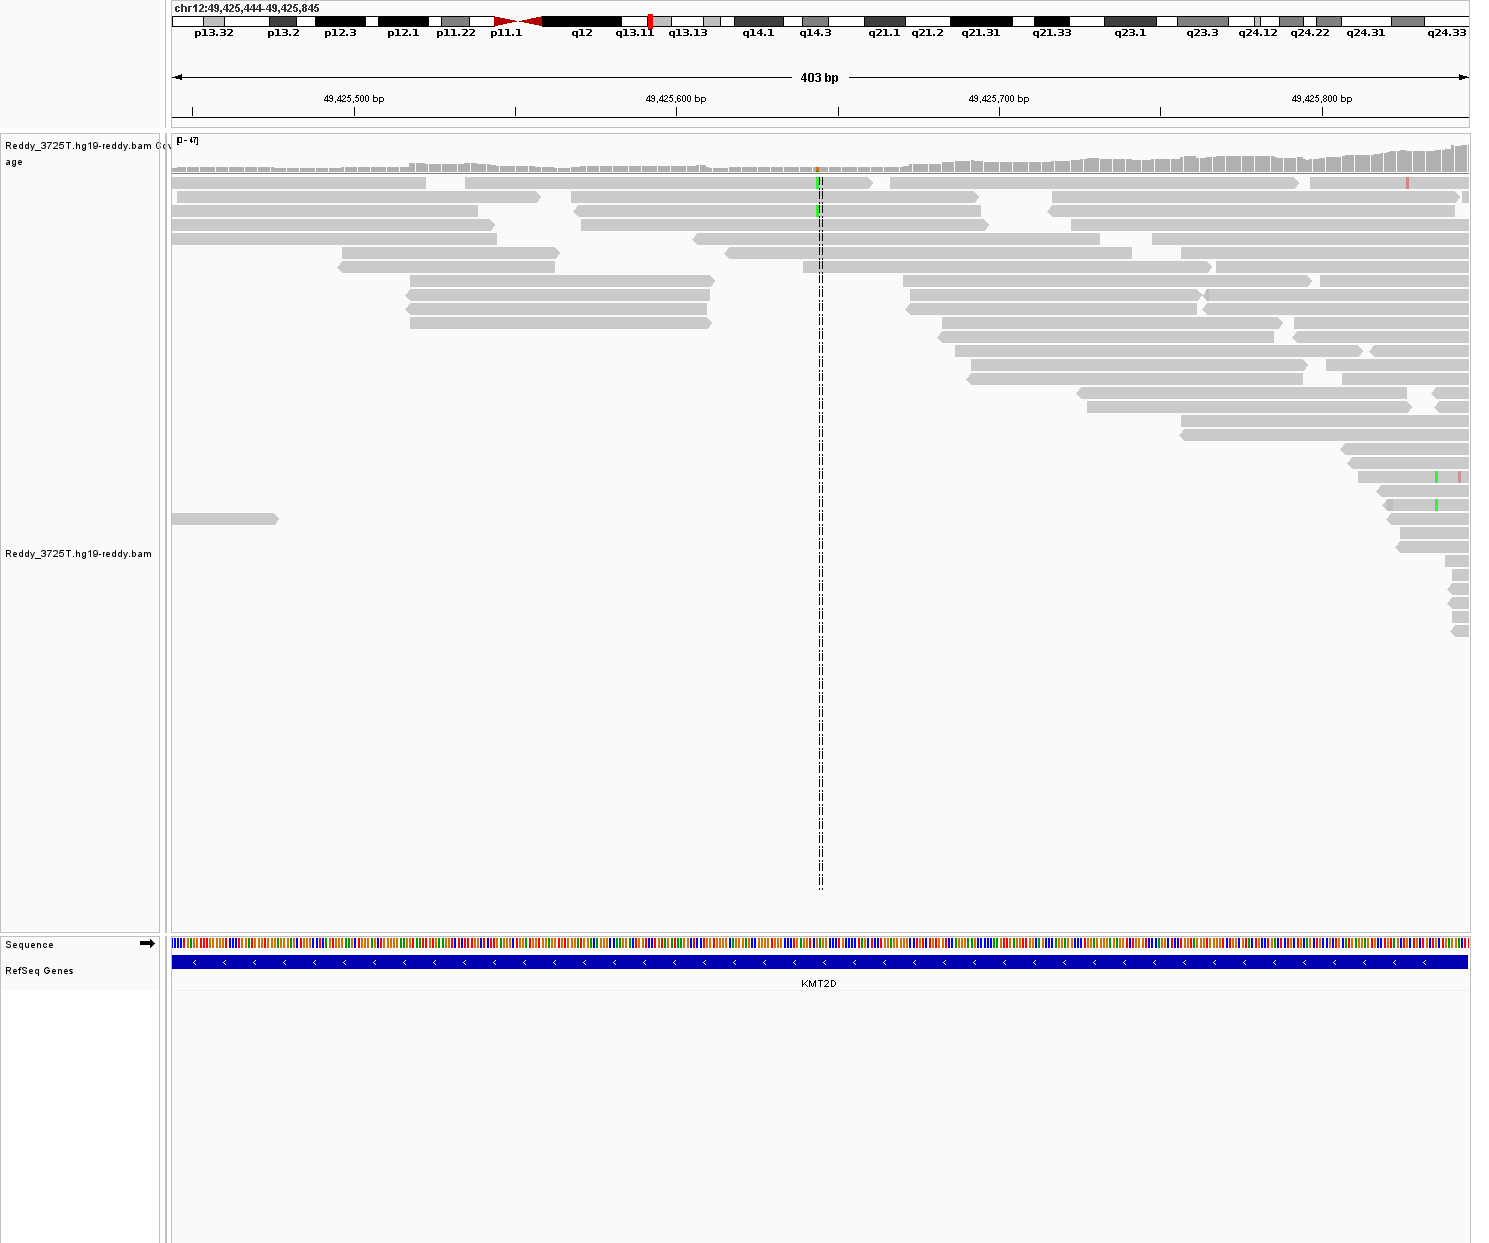 chr12:49,425,444-49,425,845
p13.32 p13.2 p12.3 p12.1 p11.22 p11.1 q12 q13.11 q13.13 q14.1 q14.3 q21.1 q21.2 q21.31 q21.33 q23.1 q23.3 q24.12 q24.22 q24.31 q24.33
403 bp
49,425,500 bp 49,425,600 bp 49,425,700 bp 49,425,800 bp
Reddy_3725T.hg19-reddy.bam Cov
age
[0 - 47]
Reddy_3725T.hg19-reddy.bam
Sequence
RefSeq Genes
KMT2D